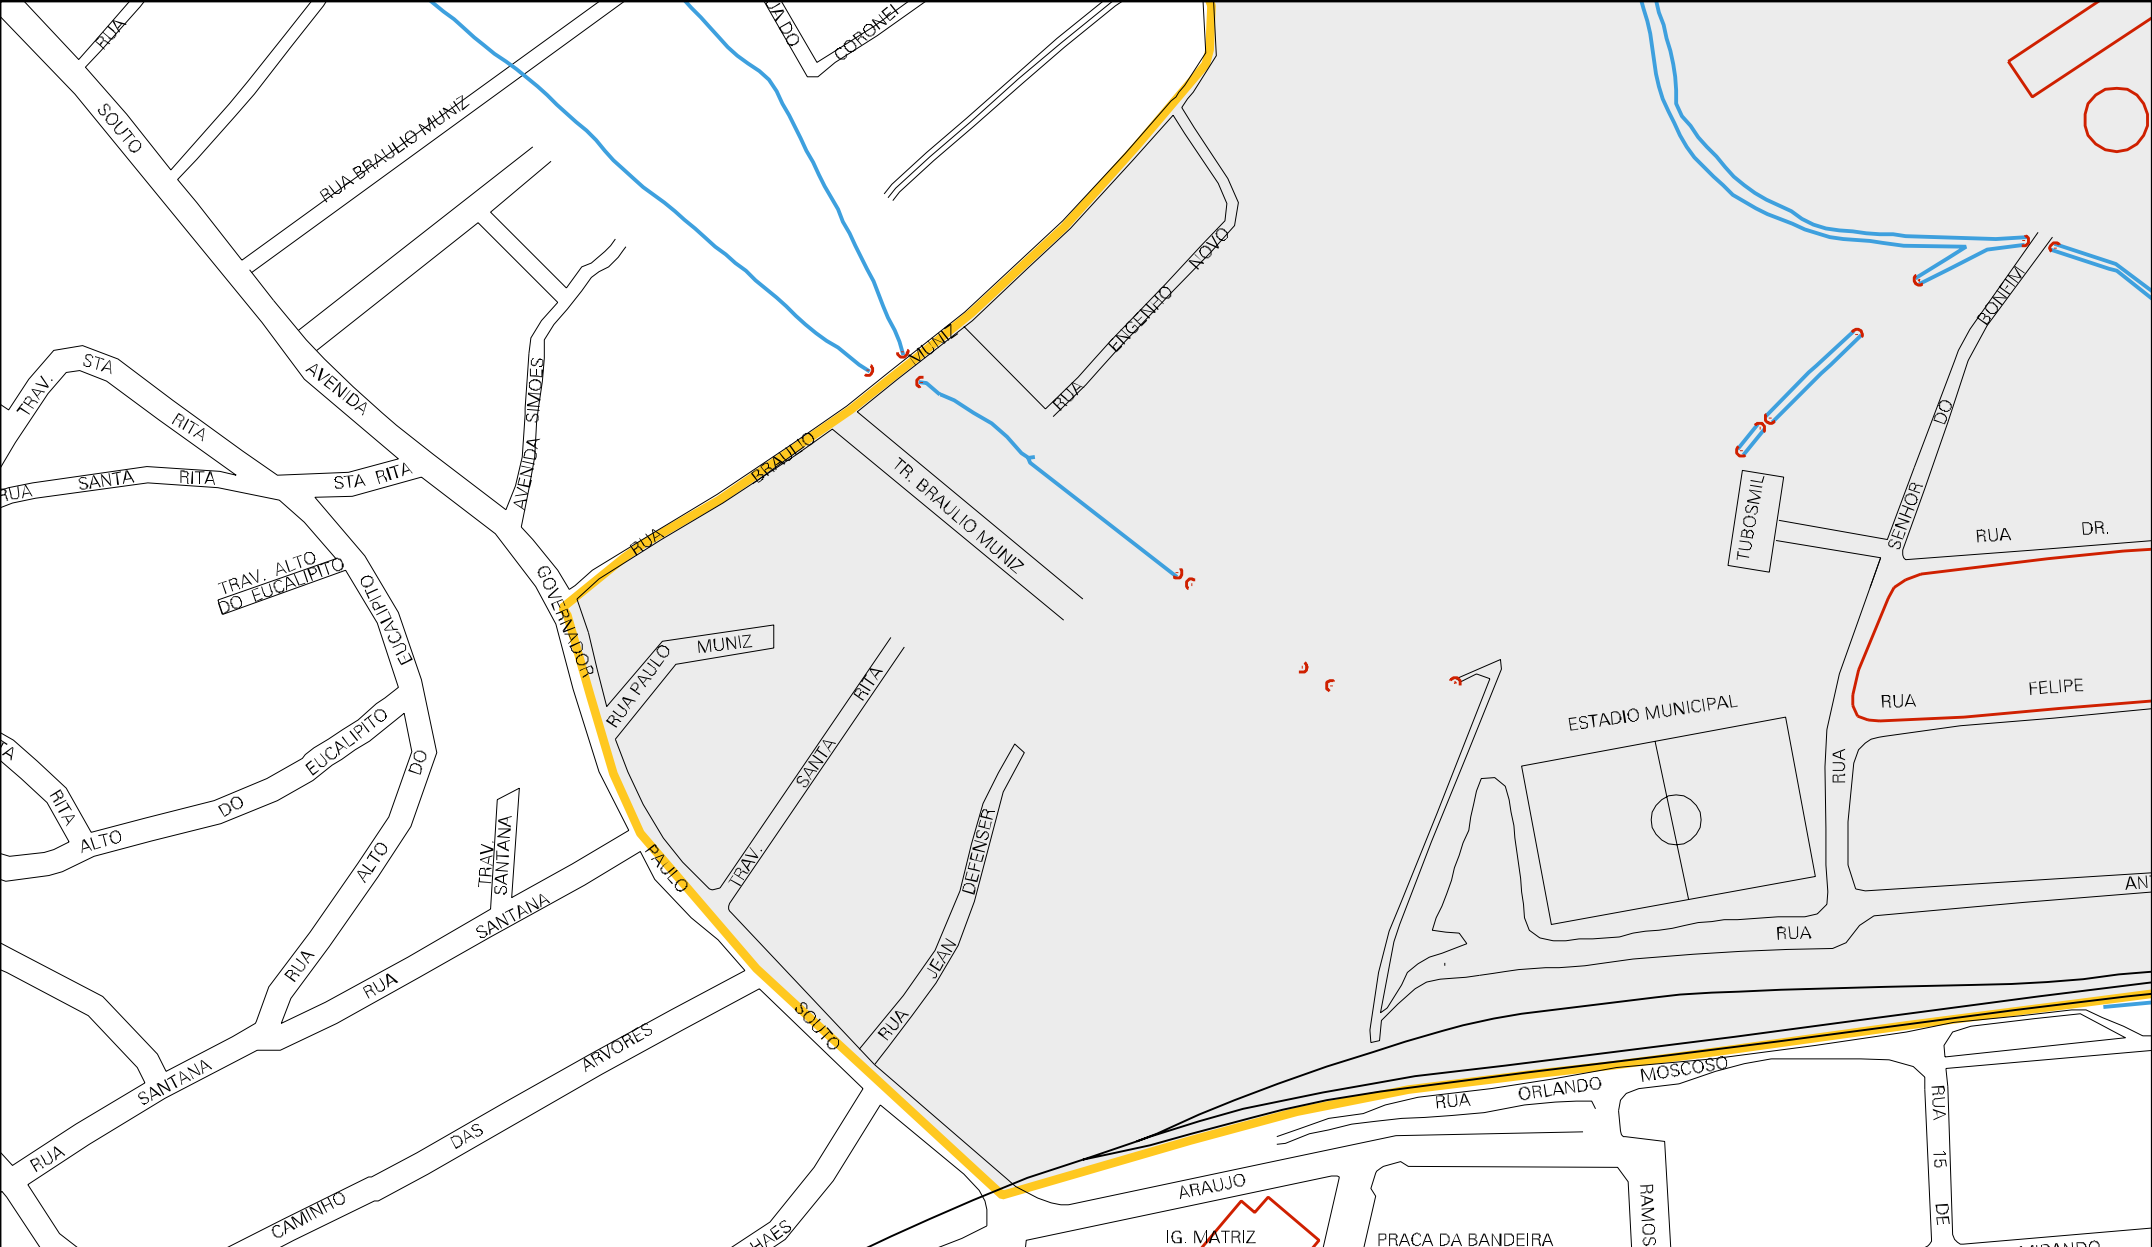 RUA
SOUTO
RUA BRAULIO MUNIZ
CORONEL
AVENIDA
STA
TRAV.
RITA
RUA SANTA RITA
STA RITA
AVENIDA SIMOES
RUA BRAULIO MUNIZ
RUA ENGENHO NOVO
TR. BRAULIO MUNIZ
TRAV. ALTO
DO EUCALIPITO
EUCALIPITO
DO
ALTO
RUA
GOVERNADOR
PAULO
SOUTO
RUA PAULO MUNIZ
TRAV. SANTA RITA
RUA JEAN DEFENSER
RITA
ALTO DO EUCALIPITO
TRAV.
SANTANA
RUA SANTANA
RUA SANTANA
CAMINHO DAS ARVORES
TUBOSMIL
RUA SENHOR DO BONFIM
RUA DR.
RUA FELIPE
ESTADIO MUNICIPAL
RUA
RUA ORLANDO MOSCOSO
ARAUJO
IG. MATRIZ
PRACA DA BANDEIRA
RAMOS
RUA 15 DE